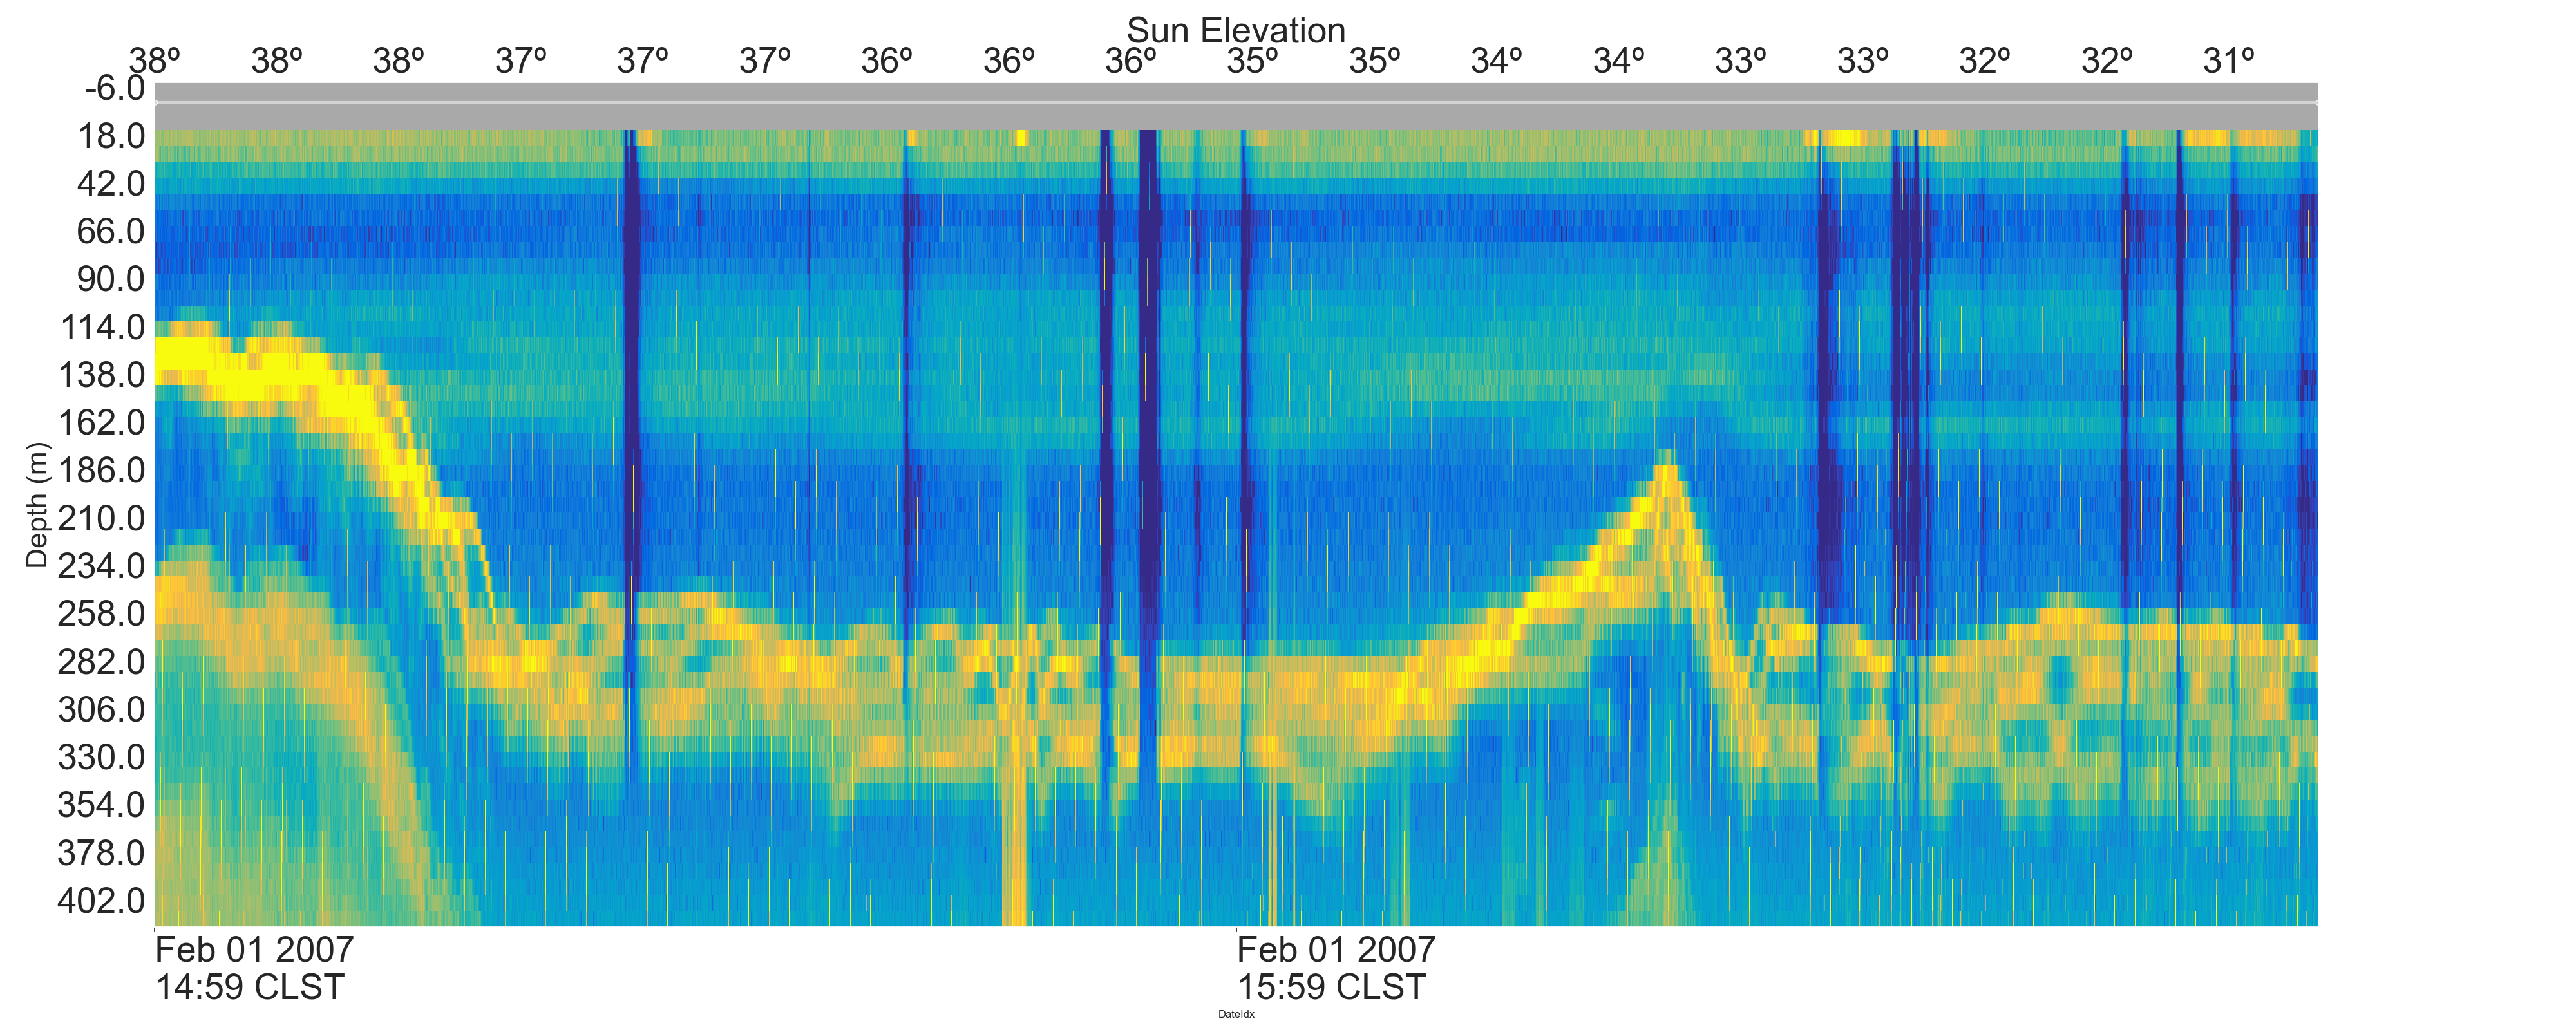 Sun Elevation
38º 38º 38º 37º 37º 37º 36º 36º 36º 35º 35º 34º 34º 33º 33º 32º 32º 31º
-6.0
18.0
42.0
66.0
90.0
114.0
138.0
162.0
186.0
210.0
234.0
258.0
282.0
306.0
330.0
354.0
378.0
402.0
Depth (m)
Feb 01 2007
14:59 CLST
Feb 01 2007
15:59 CLST
DateIdx